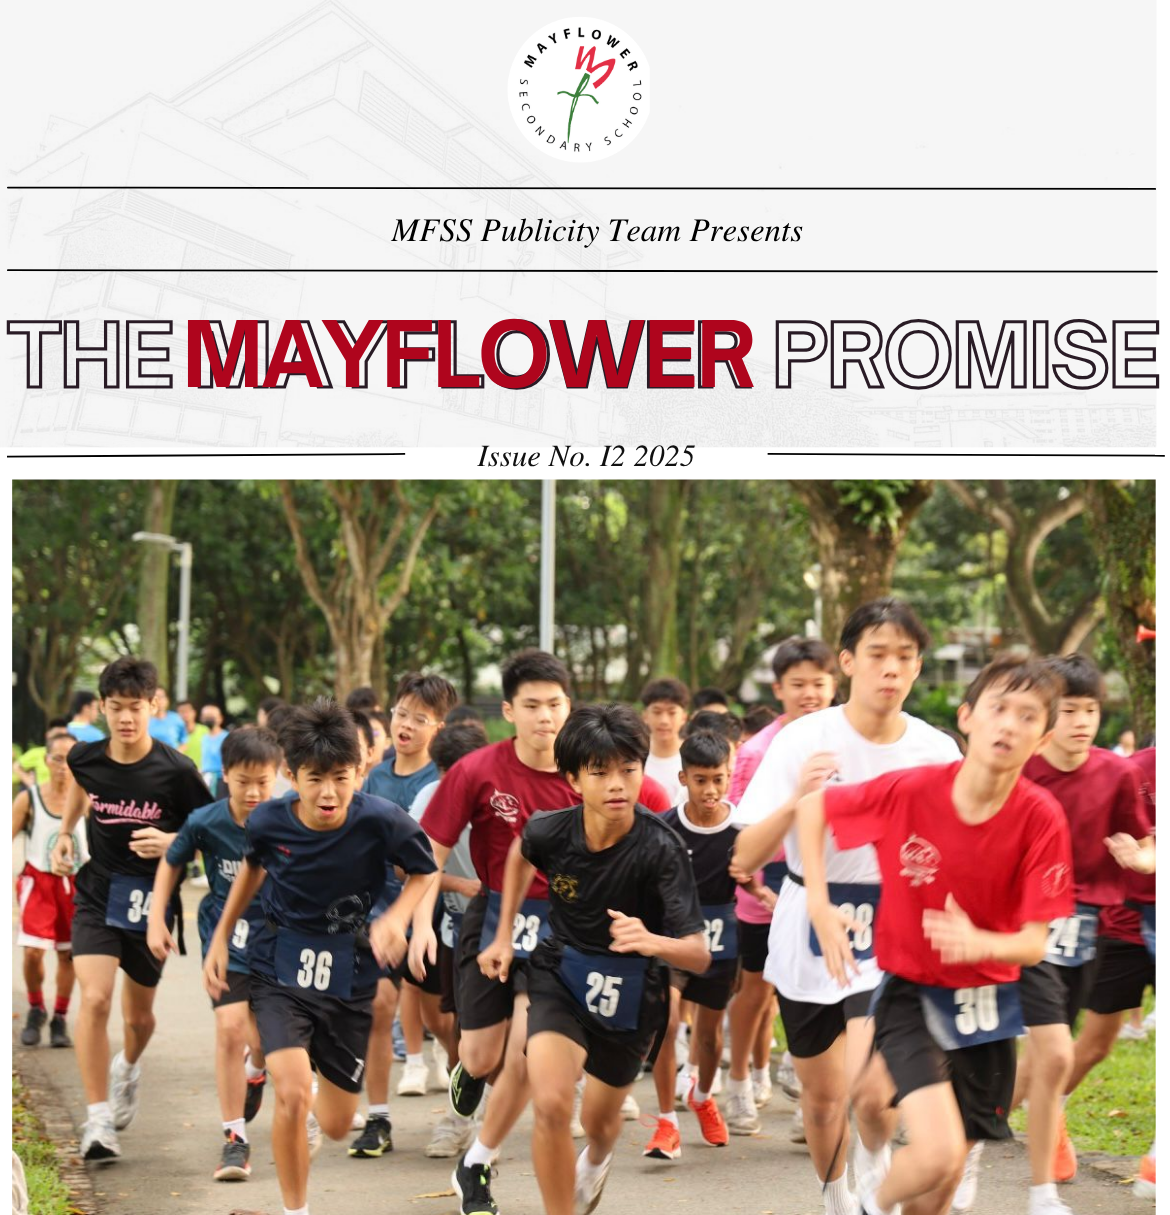 MAYFLOWER
SECONDARY SCHOOL
MFSS Publicity Team Presents
THE MAYFLOWER PROMISE
Issue No. I2 2025
formidable
34
9
36
23
25
32
28
30
24